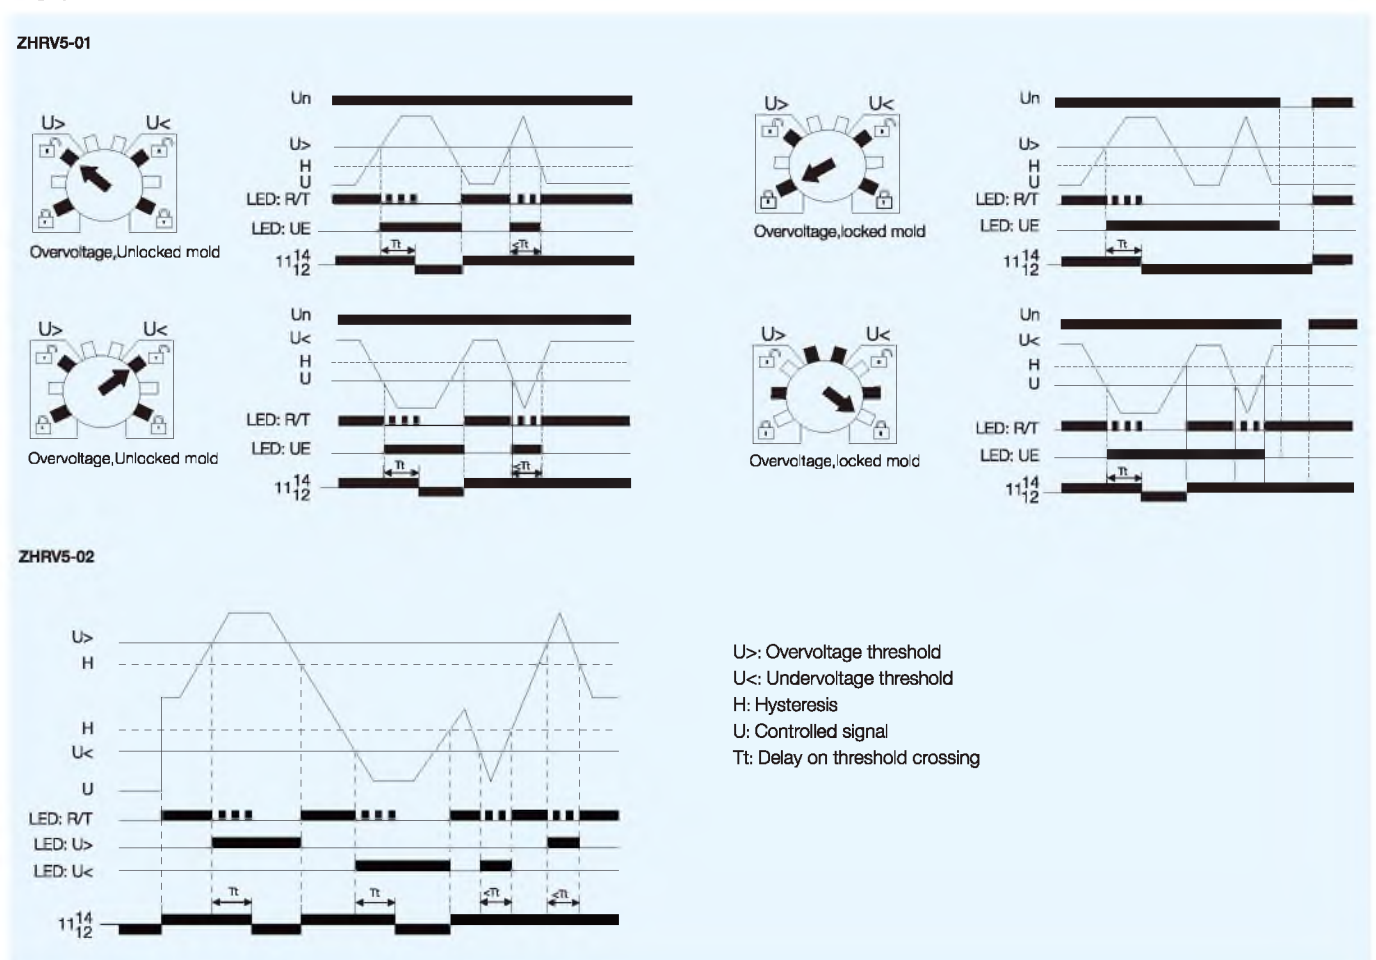 ZHRV5-01
U> U<
Overvoltage,Unlocked mold
Un
U>
H
U
LED: R/T
LED: UE
Tt <Tt
11 14
12
U> U<
Overvoltage,locked mold
Un
U>
H
U
LED: R/T
LED: UE
Tt
11 14
12
U> U<
Overvoltage,Unlocked mold
Un
U<
H
U
LED: R/T
LED: UE
Tt <Tt
11 14
12
U> U<
Overvoltage,locked mold
Un
U<
H
U
LED: R/T
LED: UE
Tt
11 14
12
ZHRV5-02
U>
H
H
U<
U
LED: R/T
LED: U>
LED: U<
Tt Tt <Tt <Tt
11 14
12
U>: Overvoltage threshold
U<: Undervoltage threshold
H: Hysteresis
U: Controlled signal
Tt: Delay on threshold crossing